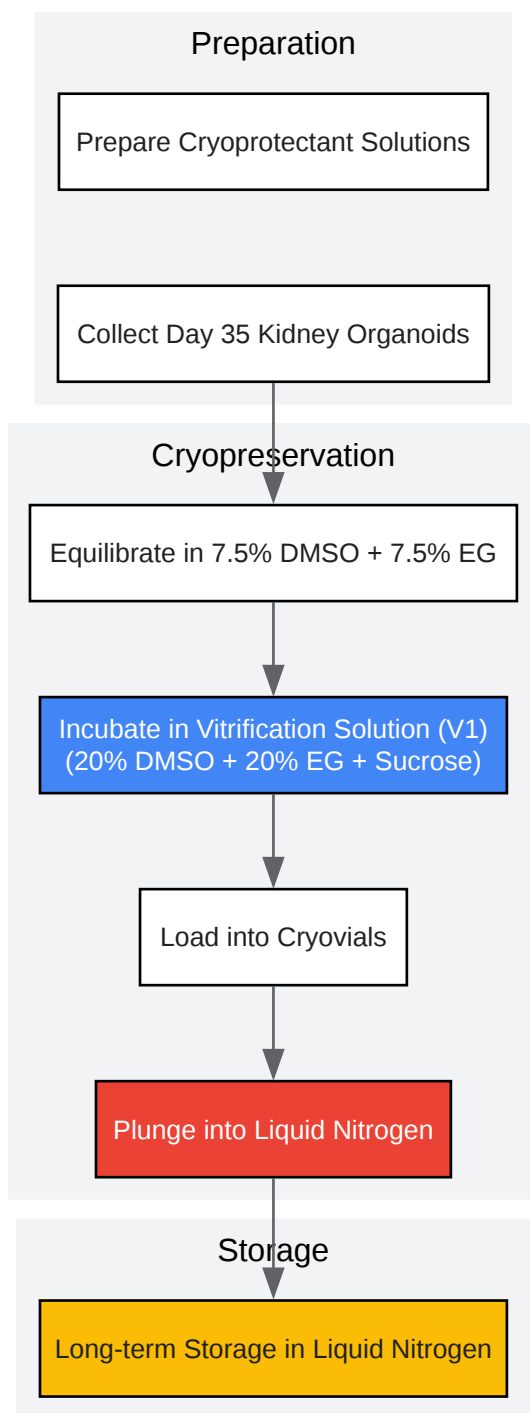 Preparation
Prepare Cryoprotectant Solutions
Collect Day 35 Kidney Organoids
Cryopreservation
Equilibrate in 7.5% DMSO + 7.5% EG
Incubate in Vitrification Solution (V1)
(20% DMSO + 20% EG + Sucrose)
Load into Cryovials
Plunge into Liquid Nitrogen
Storage
Long-term Storage in Liquid Nitrogen